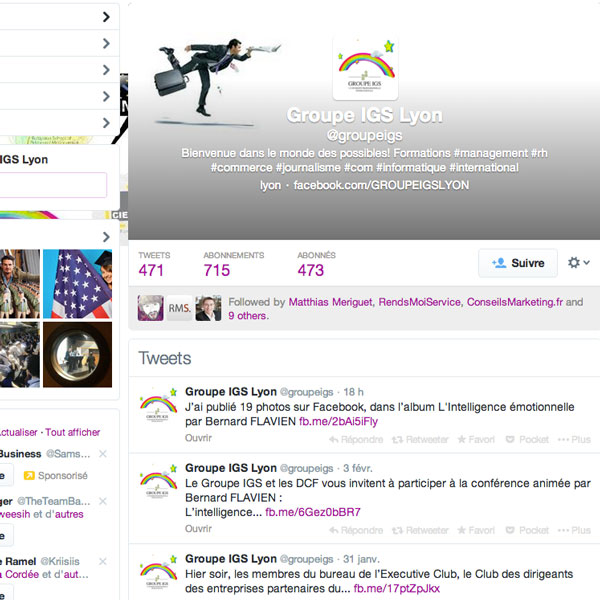 GROUPE IGS
Groupe IGS Lyon
@groupeigs
Bienvenue dans le monde des possibles! Formations #management #rh
#commerce #journalisme #com #informatique #international
lyon · facebook.com/GROUPEIGSLYON
IGS Lyon
TWEETS ABONNEMENTS ABONNÉS
471 715 473
Suivre
RMS.
Followed by Matthias Meriguet, RendsMoiService, ConseilsMarketing.fr and
9 others.
Tweets
Groupe IGS Lyon @groupeigs · 18 h
J'ai publié 19 photos sur Facebook, dans l'album L'Intelligence émotionnelle
par Bernard FLAVIEN fb.me/2bAi5iFly
Ouvrir Répondre Retweeter Favori Pocket Plus
Groupe IGS Lyon @groupeigs · 3 févr.
Le Groupe IGS et les DCF vous invitent à participer à la conférence animée par
Bernard FLAVIEN :
L'intelligence... fb.me/6Gez0bBR7
Ouvrir Répondre Retweeter Favori Pocket Plus
Groupe IGS Lyon @groupeigs · 31 janv.
Hier soir, les membres du bureau de l'Executive Club, le Club des dirigeants
des entreprises partenaires du... fb.me/17ptZpJkx
Actualiser · Tout afficher
Business @Sams...
e Sponsorisé
ger @TheTeamBa...
weesih et d'autres
e
e Ramel @Kriisiis
a Cordée et d'aut...
e